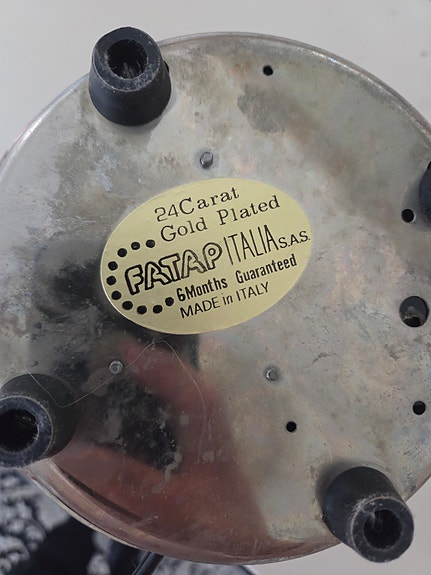 24Carat
Gold Plated
FATAP ITALIA S.A.S.
6Months Guaranteed
MADE in ITALY